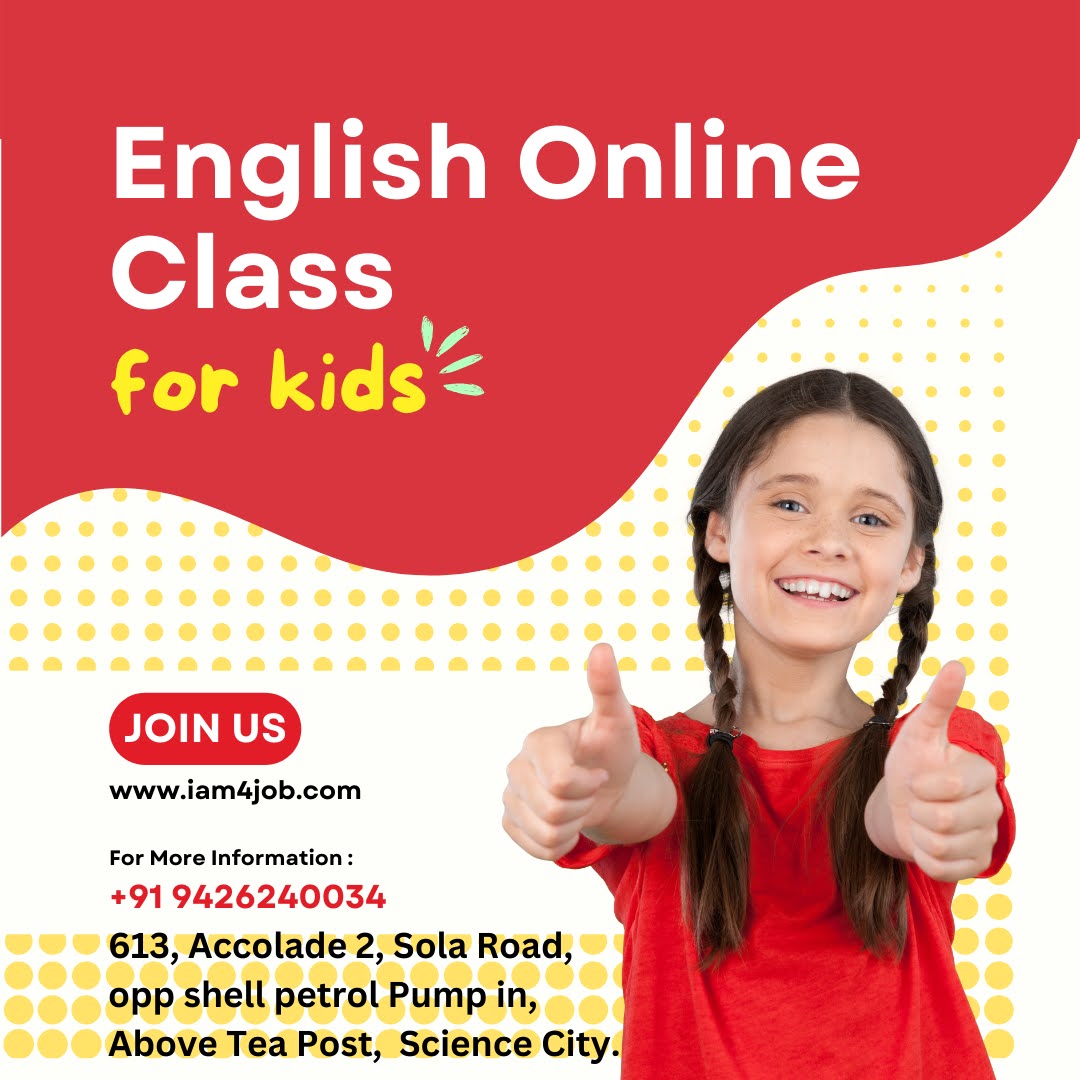 English Online
Class
for kids
JOIN US
www.iam4job.com
For More Information :
+91 9426240034
613, Accolade 2, Sola Road,
opp shell petrol Pump in,
Above Tea Post,  Science City.